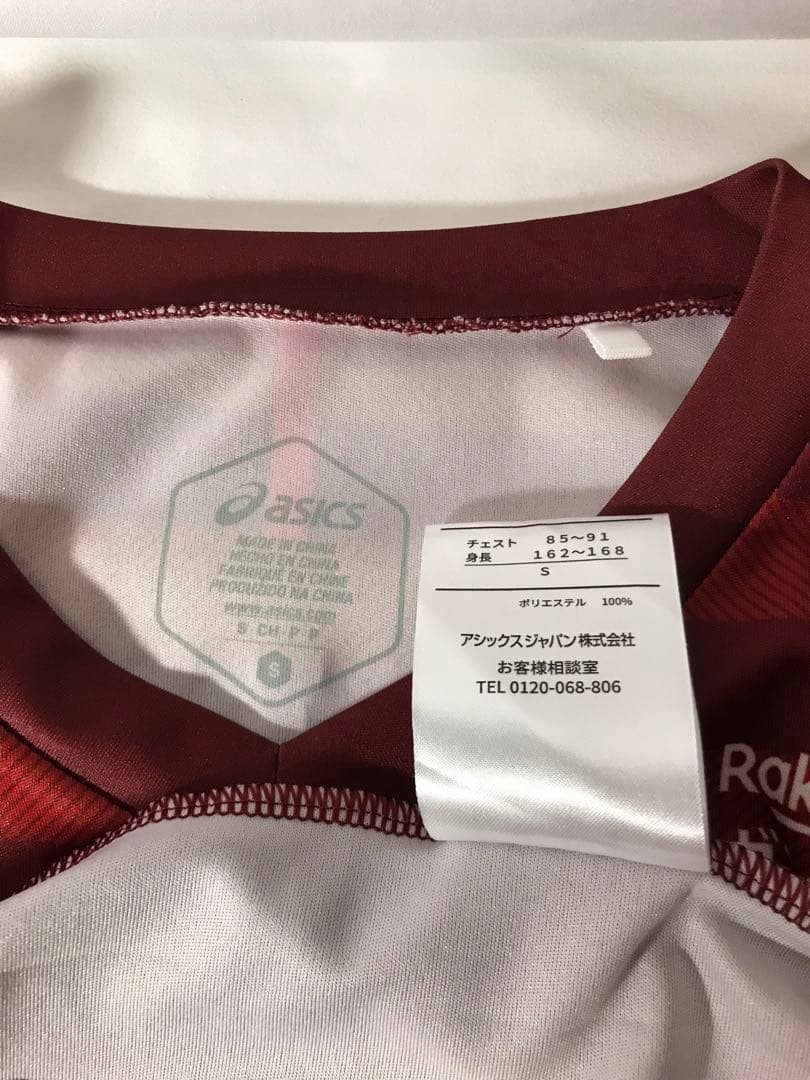 asics
MADE IN CHINA
HECHO EN CHINA
FABRIQUE EN CHINE
PRODUZIDO NA CHINA
www.asics.com
S CH P P
S
チェスト ８５～９１
身長 １６２～１６８
S
ポリエステル 100%
アシックスジャパン株式会社
お客様相談室
TEL 0120-068-806
Rak